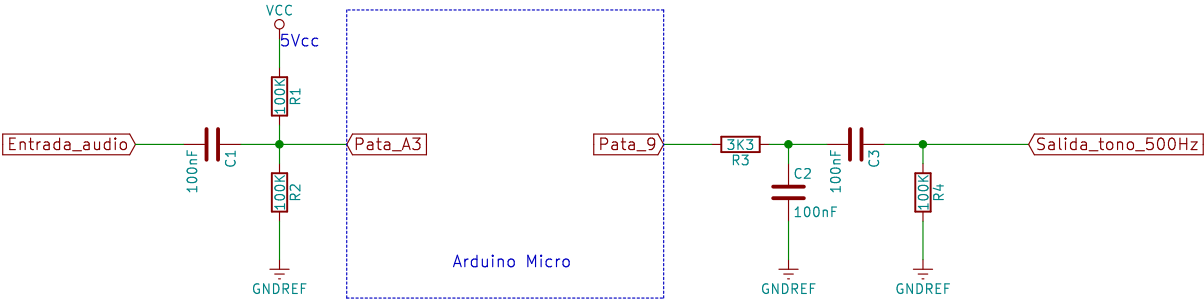 VCC
5Vcc
100K
R1
Entrada_audio
100nF
C1
Pata_A3
100K
R2
GNDREF
Arduino Micro
Pata_9
3K3
R3
C2
100nF
100nF
C3
100K
R4
Salida_tono_500Hz
GNDREF
GNDREF